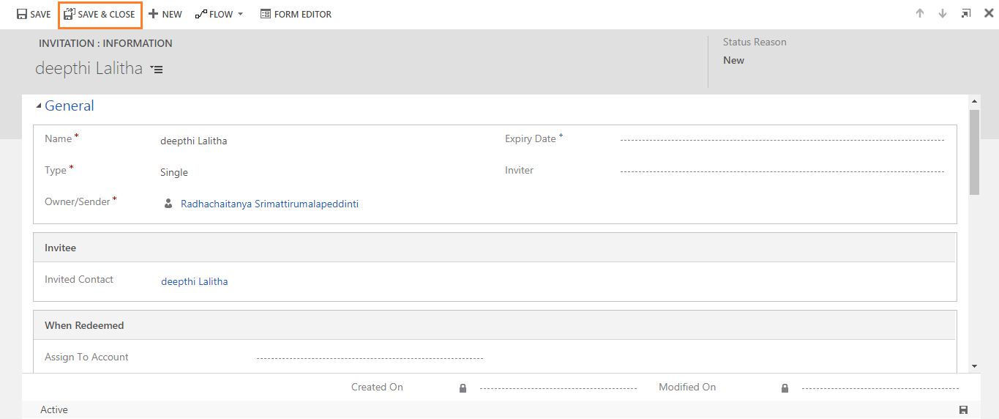 SAVE SAVE & CLOSE NEW FLOW FORM EDITOR
INVITATION : INFORMATION
deepthi Lalitha
Status Reason
New
General
Name * deepthi Lalitha Expiry Date +
Type * Single Inviter
Owner/Sender * Radhachaitanya Srimattirumalapeddinti
Invitee
Invited Contact deepthi Lalitha
When Redeemed
Assign To Account
Created On Modified On
Active